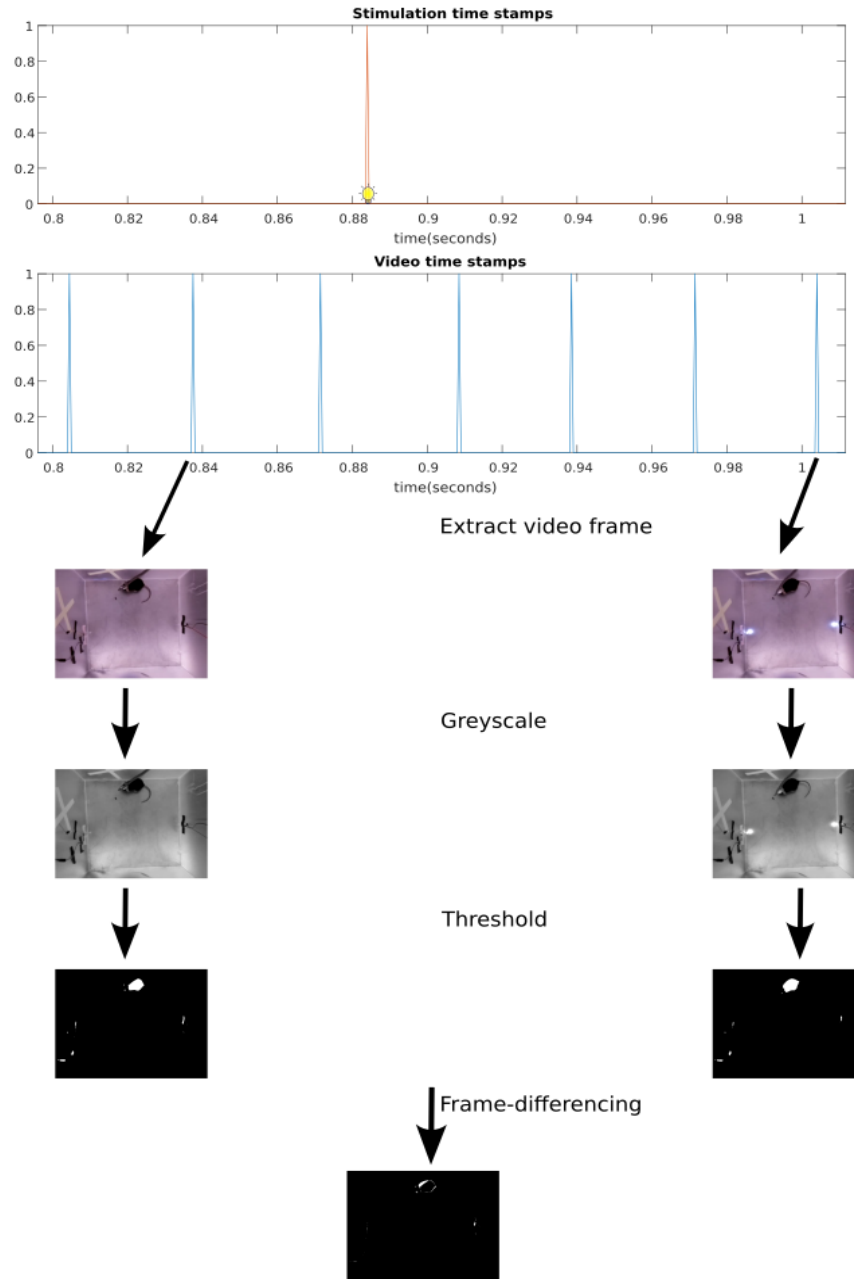 Stimulation time stamps
1
0.8
0.6
0.4
0.2
0
0.8 0.82 0.84 0.86 0.88 0.9 0.92 0.94 0.96 0.98 1
time(seconds)
Video time stamps
1
0.8
0.6
0.4
0.2
0
0.8 0.82 0.84 0.86 0.88 0.9 0.92 0.94 0.96 0.98 1
time(seconds)
Extract video frame
Greyscale
Threshold
Frame-differencing